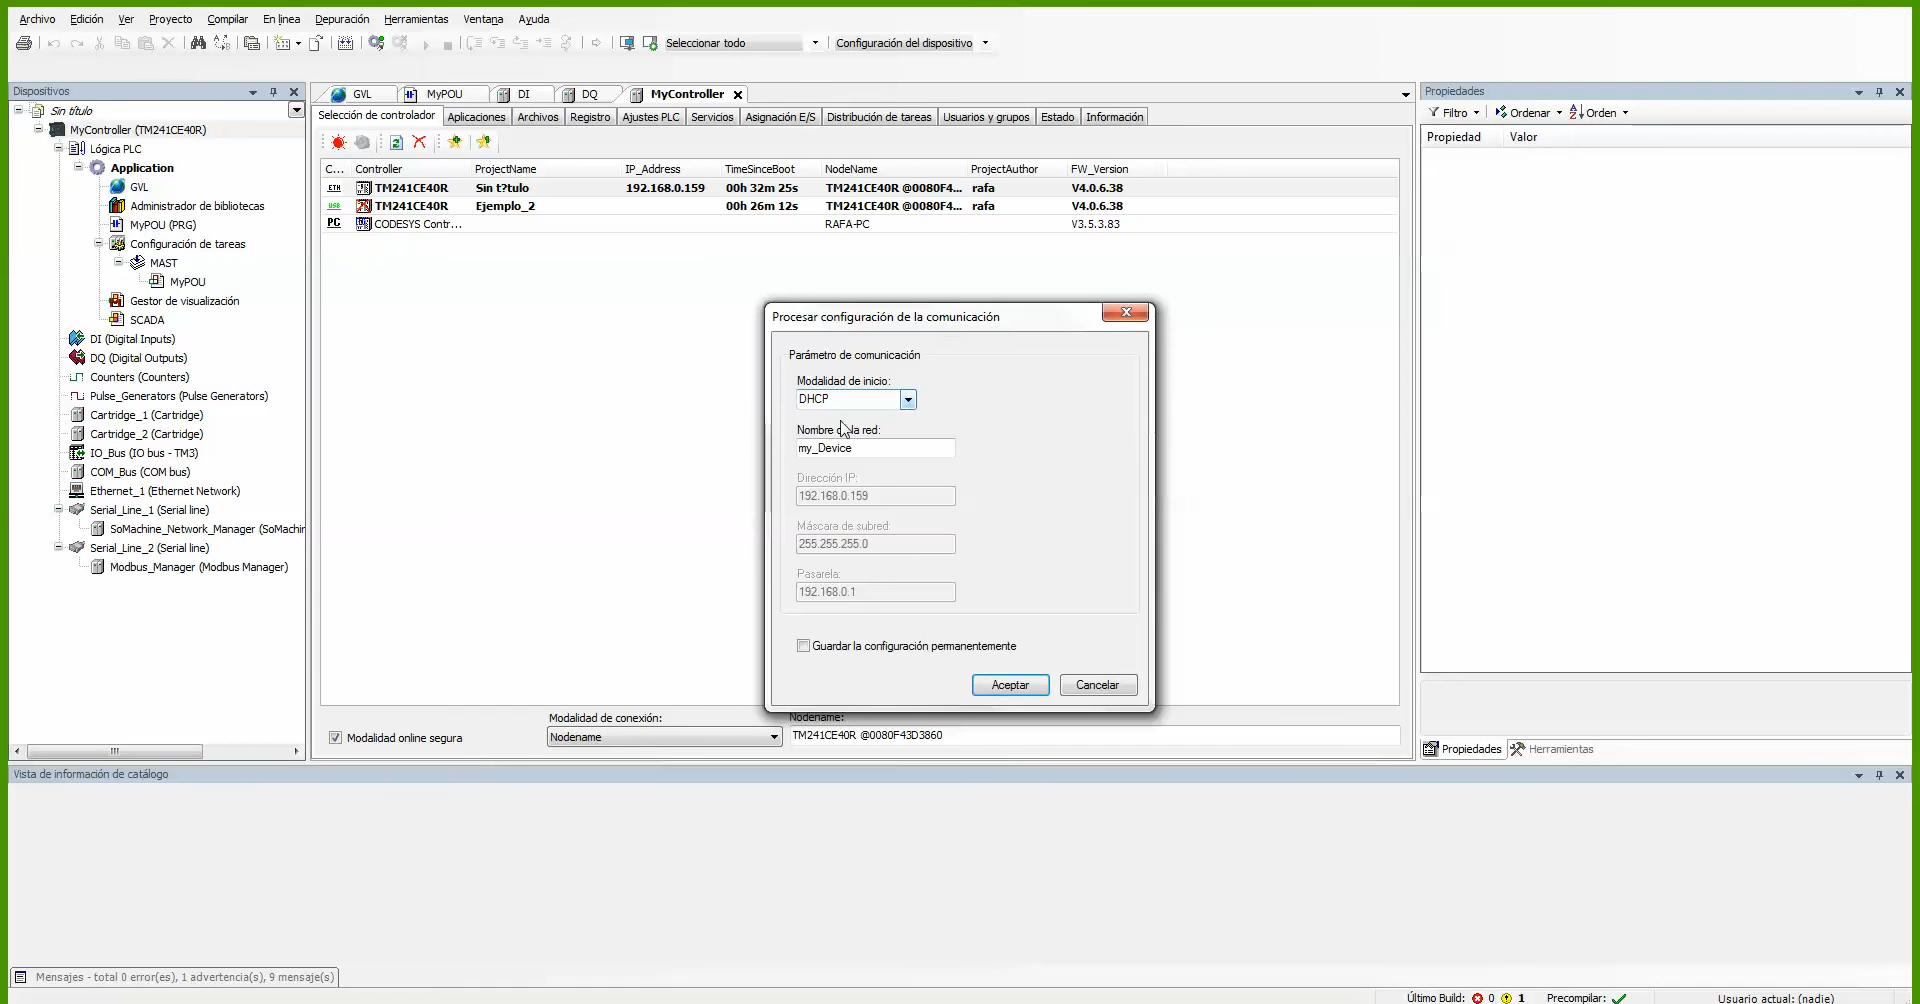 Archivo Edición Ver Proyecto Compilar En línea Depuración Herramientas Ventana Ayuda
Seleccionar todo Configuración del dispositivo
Dispositivos
Sin título
MyController (TM241CE40R)
Lógica PLC
Application
GVL
Administrador de bibliotecas
MyPOU (PRG)
Configuración de tareas
MAST
MyPOU
Gestor de visualización
SCADA
DI (Digital Inputs)
DQ (Digital Outputs)
Counters (Counters)
Pulse_Generators (Pulse Generators)
Cartridge_1 (Cartridge)
Cartridge_2 (Cartridge)
IO_Bus (IO bus - TM3)
COM_Bus (COM bus)
Ethernet_1 (Ethernet Network)
Serial_Line_1 (Serial line)
SoMachine_Network_Manager (SoMachin
Serial_Line_2 (Serial line)
Modbus_Manager (Modbus Manager)
GVL MyPOU DI DQ MyController
Selección de controlador Aplicaciones Archivos Registro Ajustes PLC Servicios Asignación E/S Distribución de tareas Usuarios y grupos Estado Información
C... Controller ProjectName IP_Address TimeSinceBoot NodeName ProjectAuthor FW_Version
ETH TM241CE40R Sin t?tulo 192.168.0.159 00h 32m 25s TM241CE40R @0080F4... rafa V4.0.6.38
USB TM241CE40R Ejemplo_2 00h 26m 12s TM241CE40R @0080F4... rafa V4.0.6.38
PC CODESYS Contr... RAFA-PC V3.5.3.83
Procesar configuración de la comunicación
Parámetro de comunicación
Modalidad de inicio:
DHCP
Nombre de la red:
my_Device
Dirección IP:
192.168.0.159
Máscara de subred:
255.255.255.0
Pasarela:
192.168.0.1
Guardar la configuración permanentemente
Aceptar Cancelar
Modalidad online segura
Modalidad de conexión:
Nodename
Nodename:
TM241CE40R @0080F43D3860
Propiedades
Filtro Ordenar Orden
Propiedad Valor
Propiedades Herramientas
Vista de información de catálogo
Mensajes - total 0 error(es), 1 advertencia(s), 9 mensaje(s)
Último Build: 0 1 Precompilar: Usuario actual: (nadie)